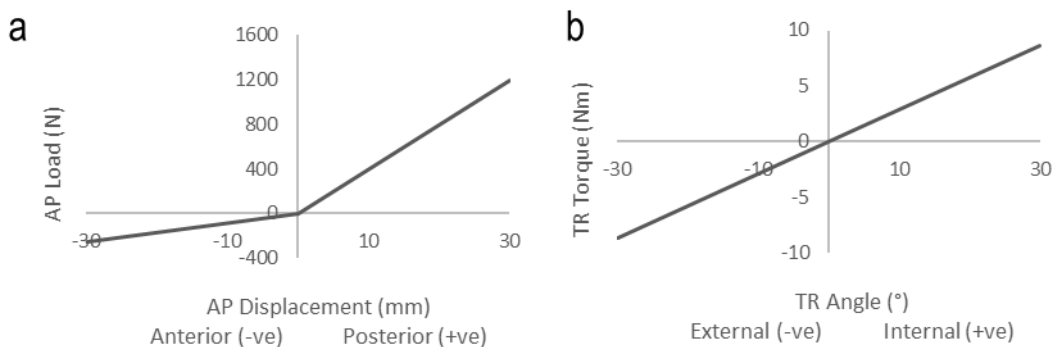 a
1600
1200
800
400
0
-400
-30
-10
10
30
AP Load (N)
AP Displacement (mm)
Anterior (-ve) Posterior (+ve)
b
10
5
0
-5
-10
-30
-10
10
30
TR Torque (Nm)
TR Angle (°)
External (-ve) Internal (+ve)